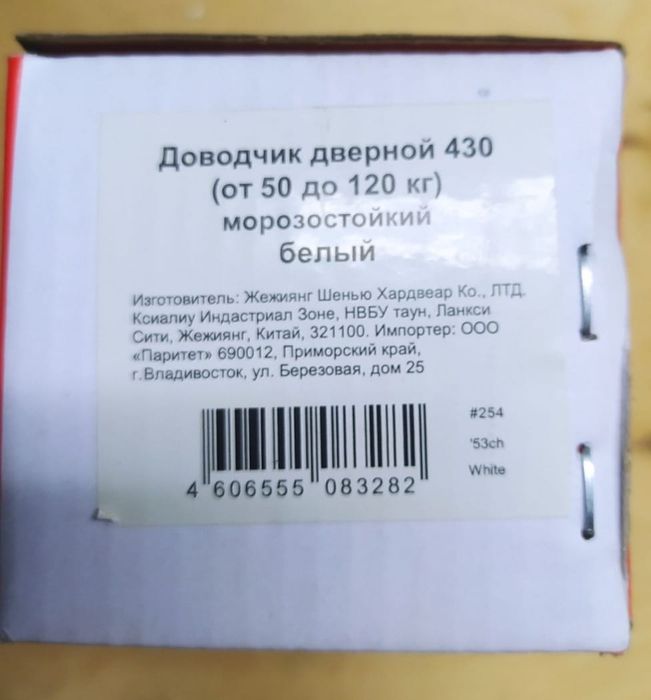 Доводчик дверной 430
(от 50 до 120 кг)
морозостойкий
белый
Изготовитель: Жежиянг Шенью Хардвеар Ко., ЛТД.
Ксиалиу Индастриал Зоне, НВБУ таун, Ланкси
Сити, Жежиянг, Китай, 321100. Импортер: ООО
«Паритет» 690012, Приморский край,
г.Владивосток, ул. Березовая, дом 25
#254
'53ch
White
4 606555 083282